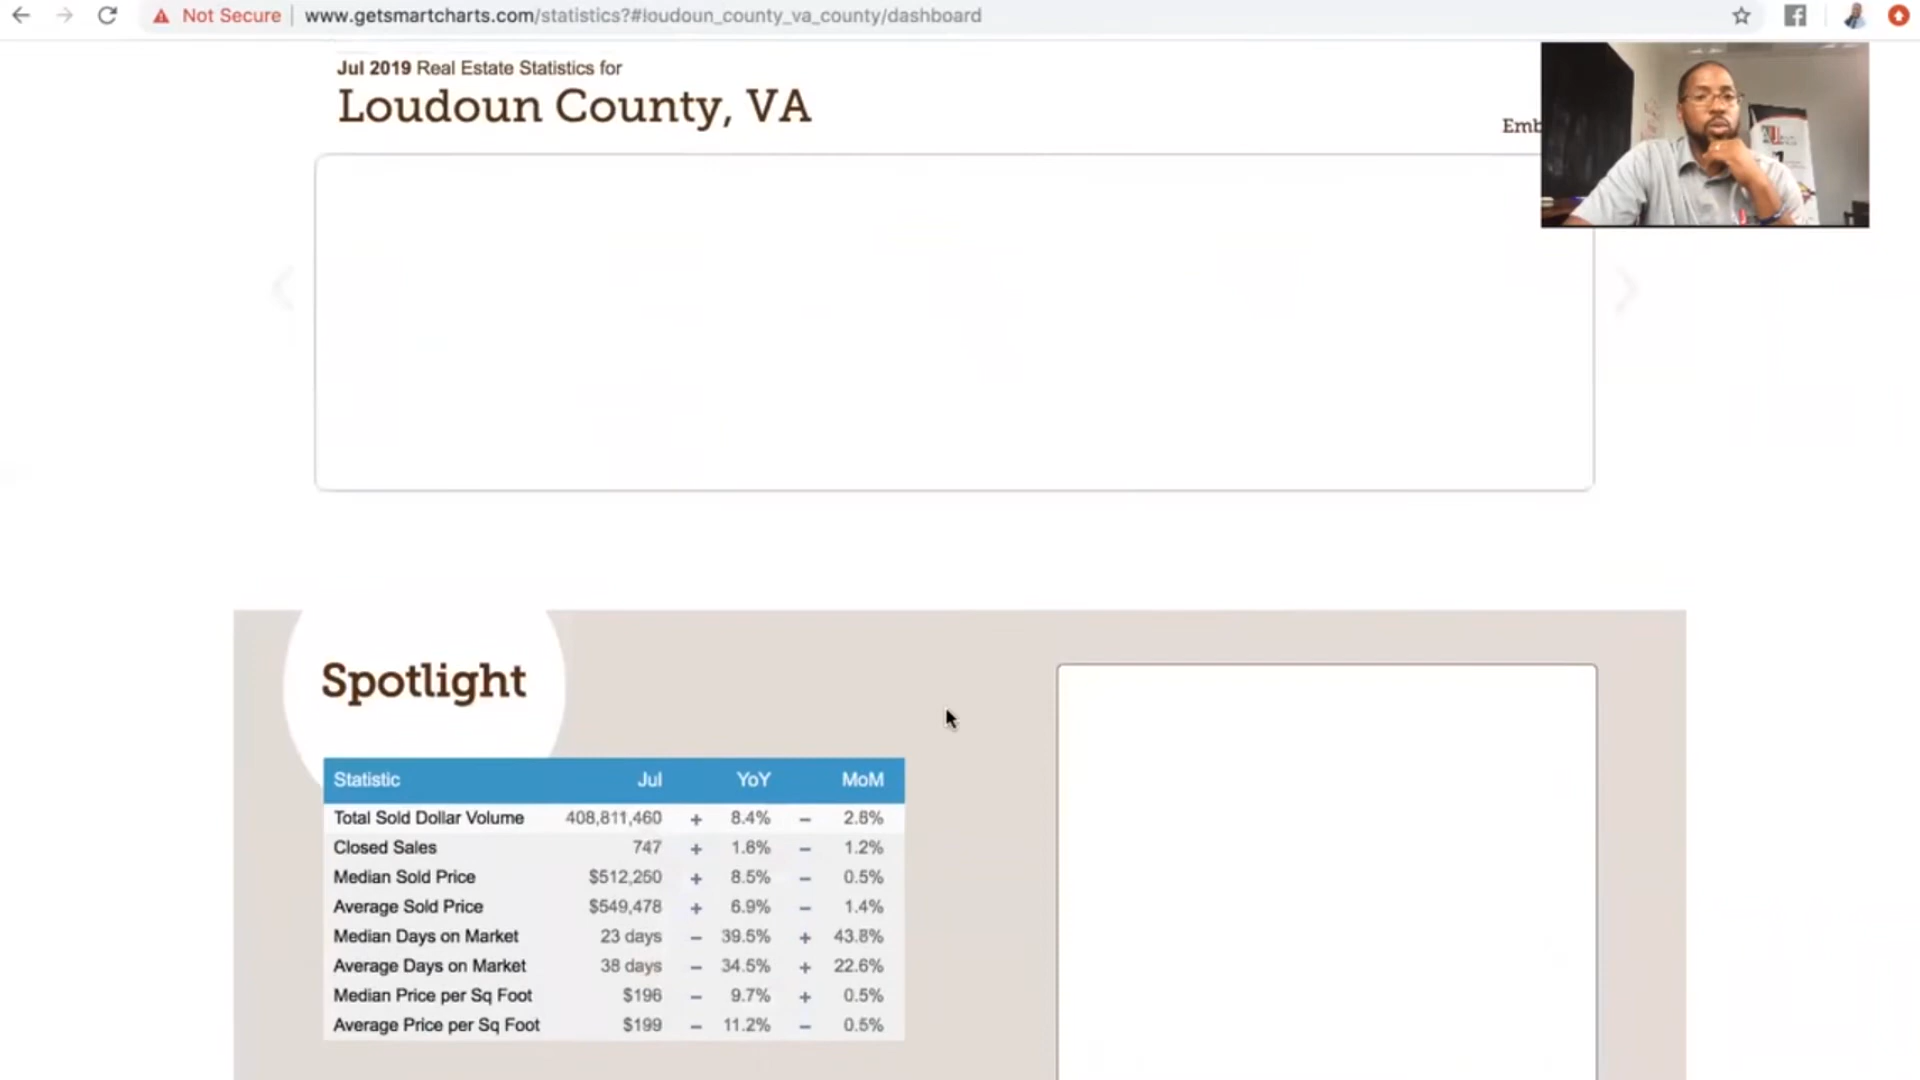 Not Secure www.getsmartcharts.com/statistics?#loudoun_county_va_county/dashboard
Jul 2019 Real Estate Statistics for
Loudoun County, VA
Emb
Spotlight
Statistic Jul YoY MoM
Total Sold Dollar Volume 408,811,460 + 8.4% – 2.8%
Closed Sales 747 + 1.6% – 1.2%
Median Sold Price $512,250 + 8.5% – 0.5%
Average Sold Price $549,478 + 6.9% – 1.4%
Median Days on Market 23 days – 39.5% + 43.8%
Average Days on Market 38 days – 34.5% + 22.6%
Median Price per Sq Foot $196 – 9.7% + 0.5%
Average Price per Sq Foot $199 – 11.2% – 0.5%